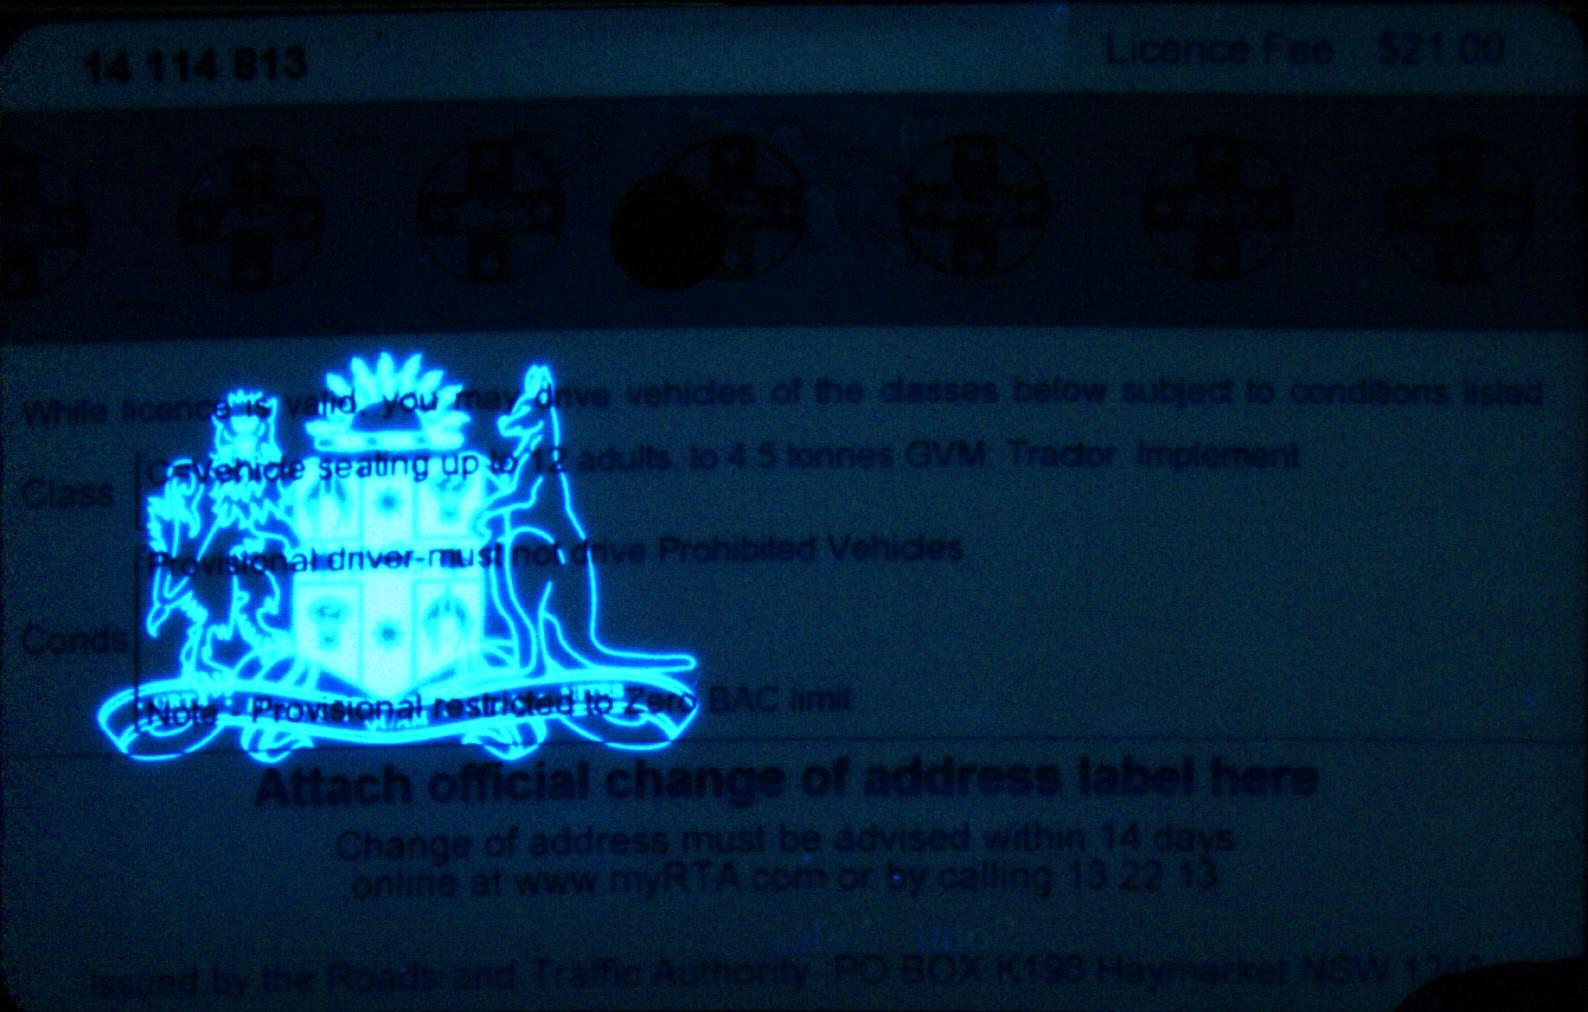 14 114 813
Licence Fee $21.00
While licence is valid, you may drive vehicles of the classes below subject to conditions listed
Class
C=Vehicle seating up to 12 adults, to 4.5 tonnes GVM. Tractor. Implement
Provisional driver-must not drive Prohibited Vehicles
Conds
Note Provisional restricted to Zero BAC limit
Attach official change of address label here
Change of address must be advised within 14 days
online at www.myRTA.com or by calling 13 22 13
Issued by the Roads and Traffic Authority PO BOX K198 Haymarket NSW